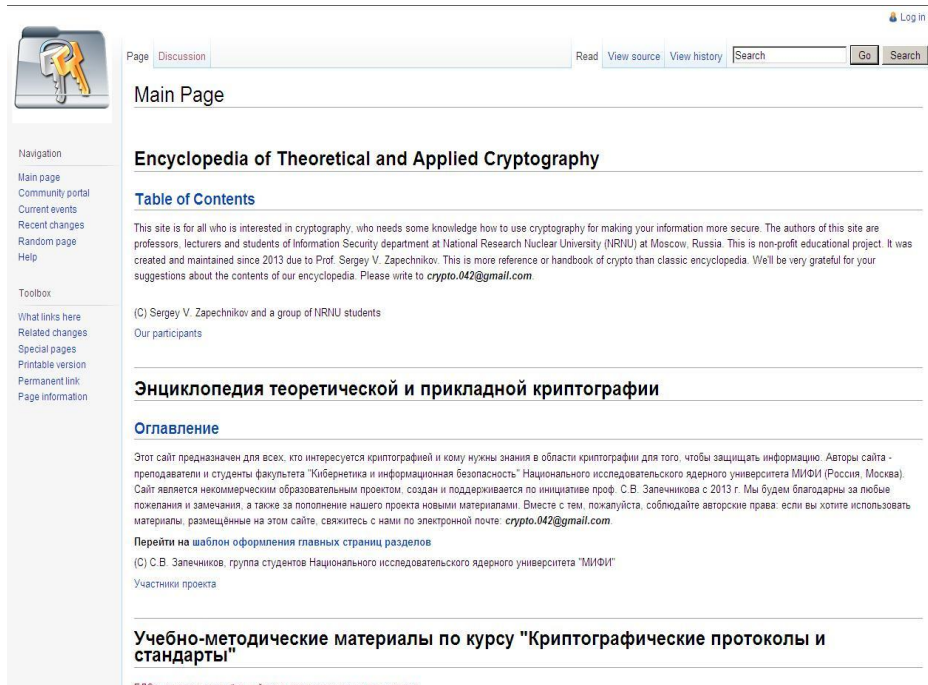 Log in
Page Discussion Read View source View history Search Go Search
Main Page
Navigation
Main page
Community portal
Current events
Recent changes
Random page
Help
Toolbox
What links here
Related changes
Special pages
Printable version
Permanent link
Page information
Encyclopedia of Theoretical and Applied Cryptography
Table of Contents
This site is for all who is interested in cryptography, who needs some knowledge how to use cryptography for making your information more secure. The authors of this site are
professors, lecturers and students of Information Security department at National Research Nuclear University (NRNU) at Moscow, Russia. This is non-profit educational project. It was
created and maintained since 2013 due to Prof. Sergey V. Zapechnikov. This is more reference or handbook of crypto than classic encyclopedia. We'll be very grateful for your
suggestions about the contents of our encyclopedia. Please write to crypto.042@gmail.com.
(C) Sergey V. Zapechnikov and a group of NRNU students
Our participants
Энциклопедия теоретической и прикладной криптографии
Оглавление
Этот сайт предназначен для всех, кто интересуется криптографией и кому нужны знания в области криптографии для того, чтобы защищать информацию. Авторы сайта -
преподаватели и студенты факультета "Кибернетика и информационная безопасность" Национального исследовательского ядерного университета МИФИ (Россия, Москва).
Сайт является некоммерческим образовательным проектом, создан и поддерживается по инициативе проф. С.В. Запечникова с 2013 г. Мы будем благодарны за любые
пожелания и замечания, а также за пополнение нашего проекта новыми материалами. Вместе с тем, пожалуйста, соблюдайте авторские права: если вы хотите использовать
материалы, размещённые на этом сайте, свяжитесь с нами по электронной почте: crypto.042@gmail.com.
Перейти на шаблон оформления главных страниц разделов
(C) С.В. Запечников, группа студентов Национального исследовательского ядерного университета "МИФИ"
Участники проекта
Учебно-методические материалы по курсу "Криптографические протоколы и
стандарты"